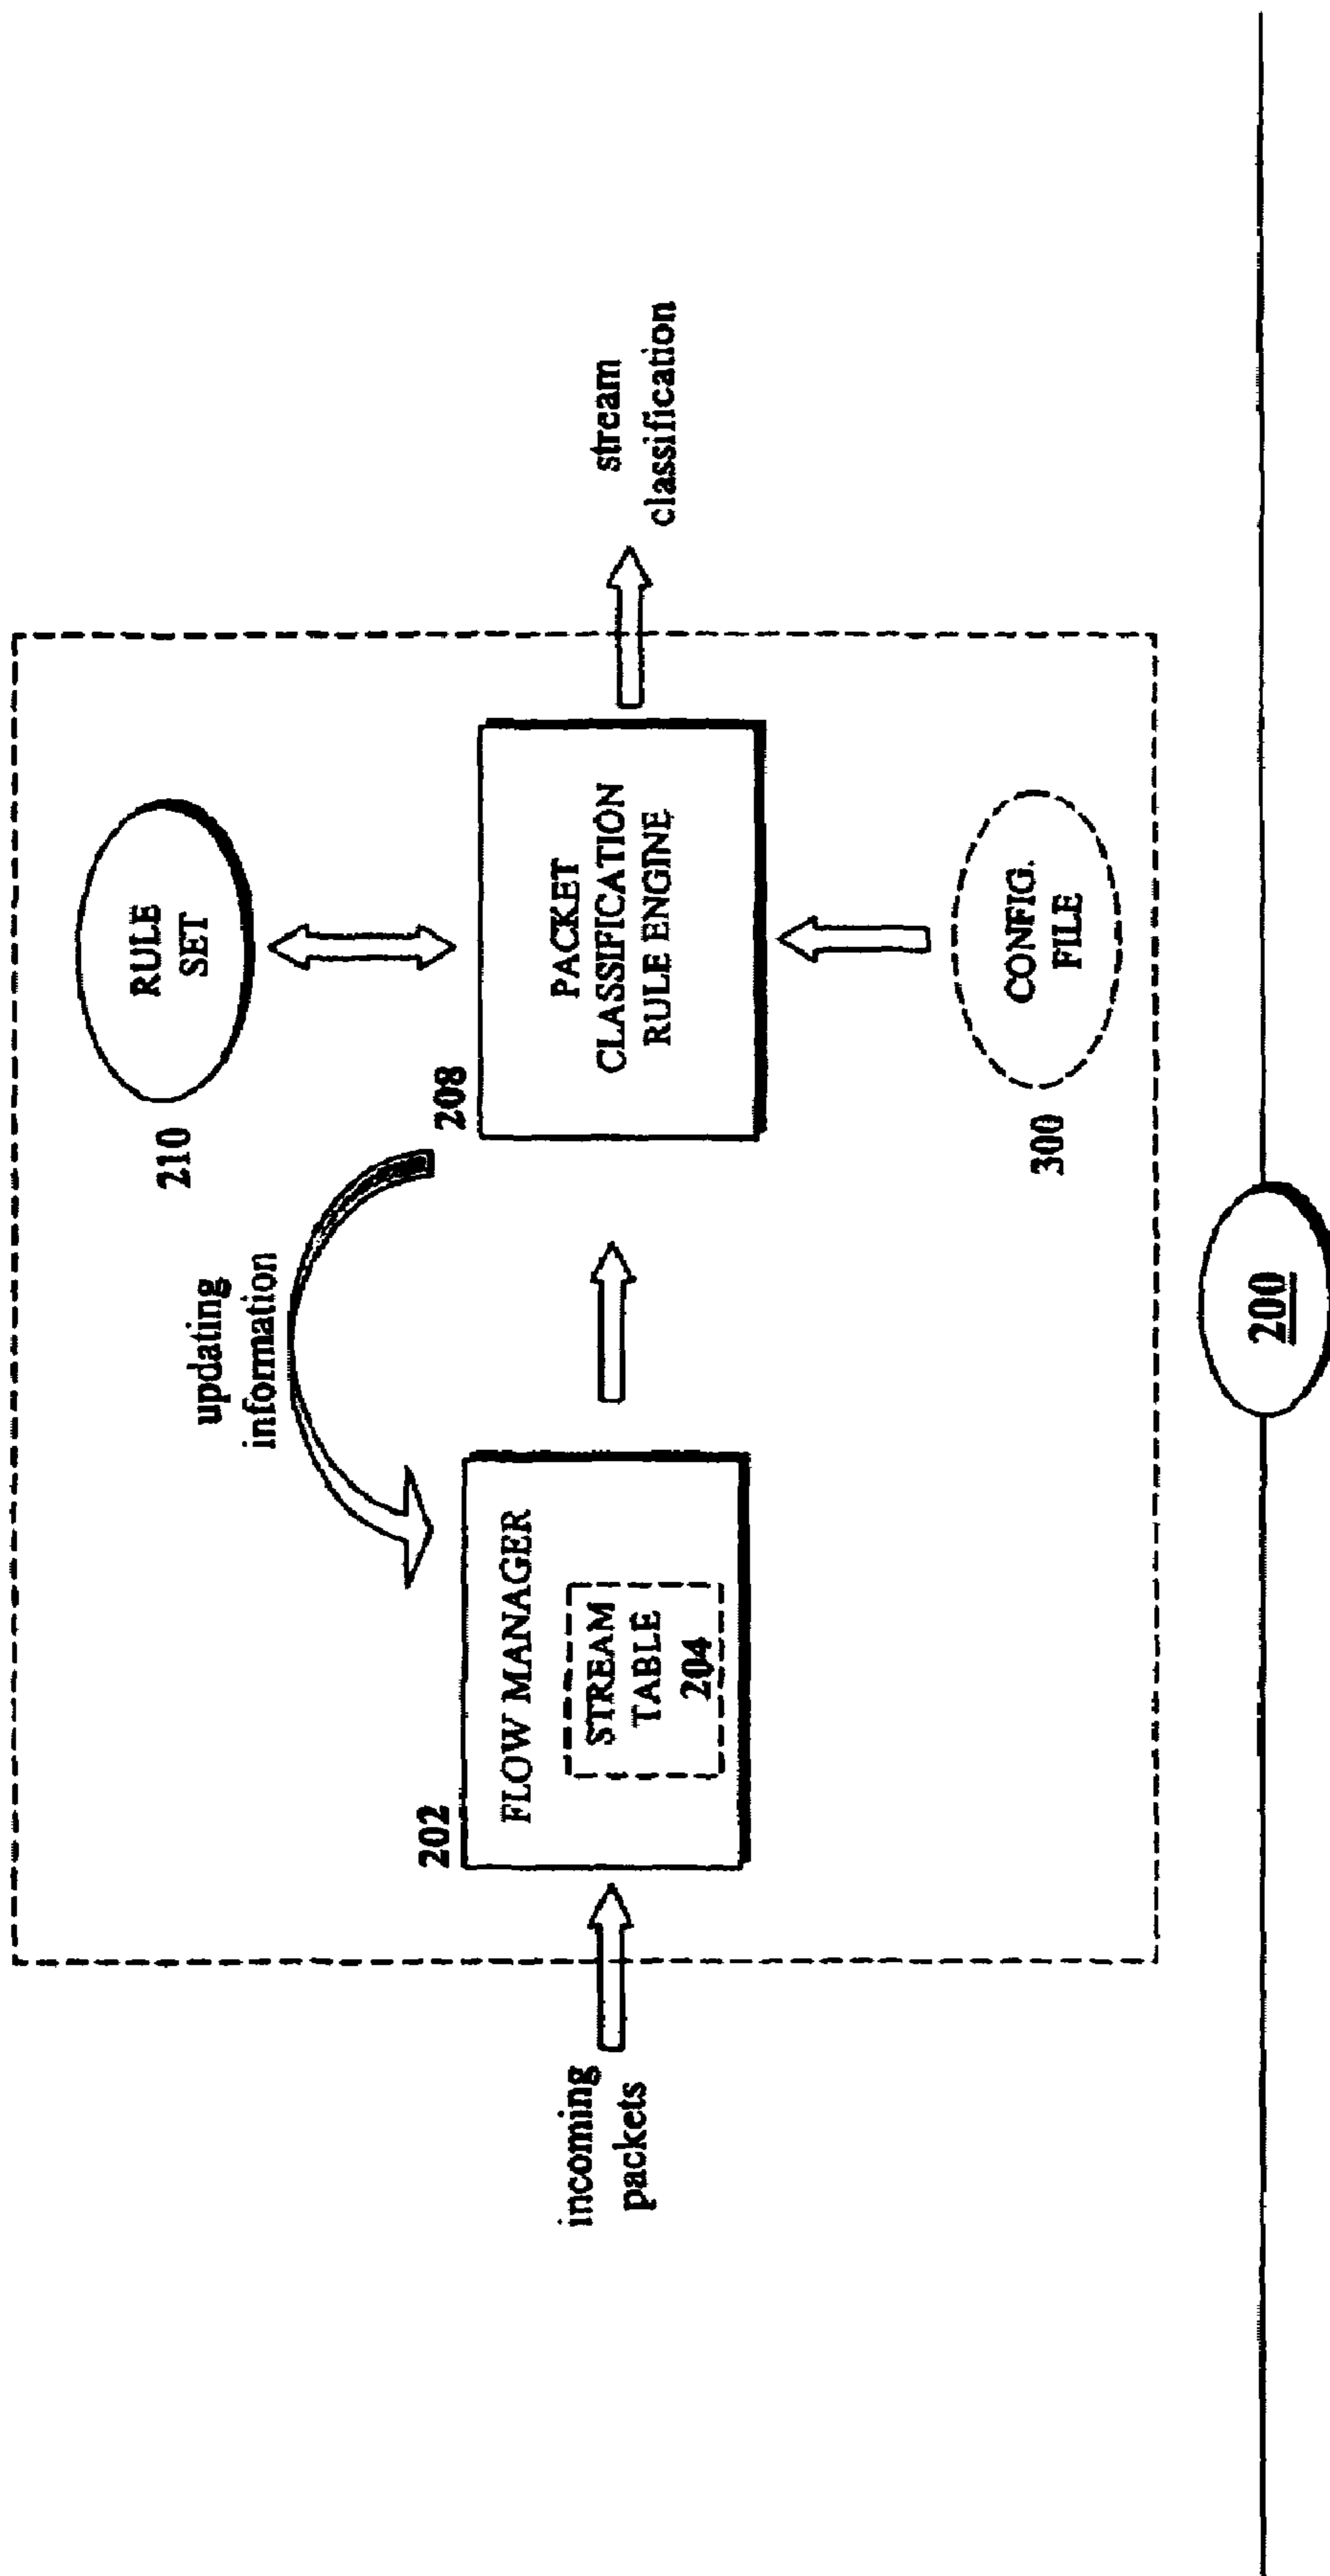 updating
information
210
RULE
SET
202
FLOW MANAGER
STREAM
TABLE
204
208
PACKET
CLASSIFICATION
RULE ENGINE
incoming
packets
stream
classification
300
CONFIG.
FILE
200